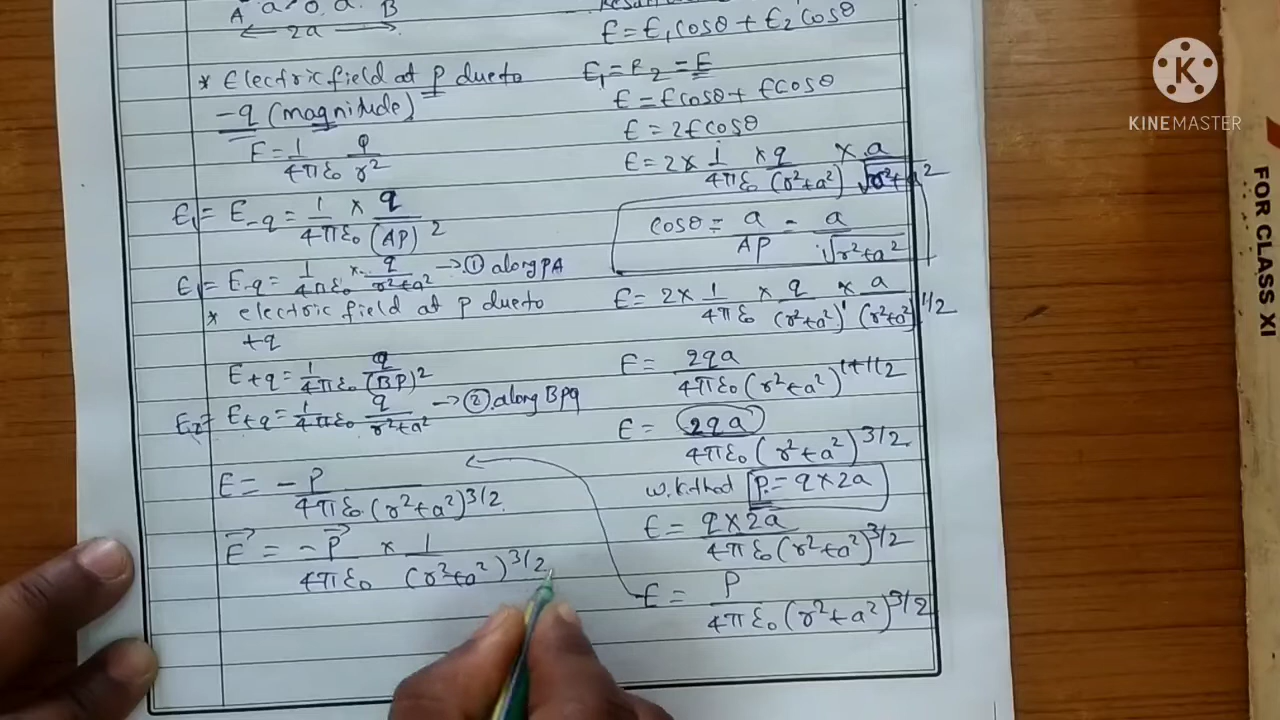 A a > o. a. B
← 2a →
* Electric field at p due to
-q (magnitude)
E = 1/4πε₀ q/r²
E₁ = E₋q = 1/4πε₀ × q/(AP)²
E₁ = E₋q = 1/4πε₀ × q/r²+a² → ① along PA
* electric field at p due to
+q
E₊q = 1/4πε₀ q/(BP)²
E₂ = E₊q = 1/4πε₀ q/r²+a² → ② along BPq
E = -P/4πε₀ (r²+a²)^3/2
E⃗ = -P⃗/4πε₀ × 1/(r²+a²)^3/2
E = E₁cosθ + E₂cosθ
E₁ = E₂ = E
E = Ecosθ + Ecosθ
E = 2Ecosθ
E = 2 × 1/4πε₀ × q/(r²+a²) × a/√r²+a²
cosθ = a/AP = a/√r²+a²
E = 2 × 1/4πε₀ × q/(r²+a²)¹ × a/(r²+a²)^1/2
E = 2qa/4πε₀(r²+a²)^1+1/2
E = 2qa/4πε₀(r²+a²)^3/2
w.k.that P = q×2a
E = q×2a/4πε₀(r²+a²)^3/2
E = P/4πε₀(r²+a²)^3/2
K
KINEMASTER
FOR CLASS XI